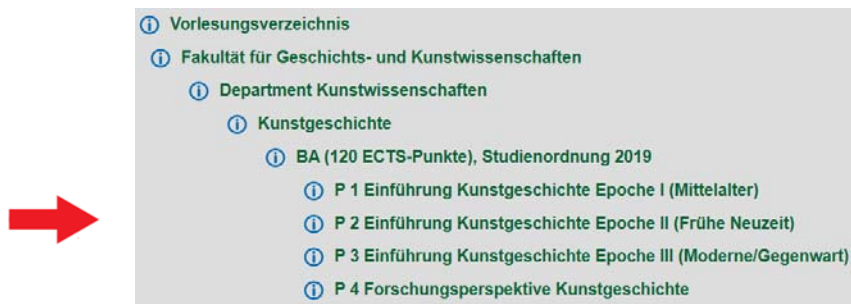 Vorlesungsverzeichnis
Fakultät für Geschichts- und Kunstwissenschaften
Department Kunstwissenschaften
Kunstgeschichte
BA (120 ECTS-Punkte), Studienordnung 2019
P 1 Einführung Kunstgeschichte Epoche I (Mittelalter)
P 2 Einführung Kunstgeschichte Epoche II (Frühe Neuzeit)
P 3 Einführung Kunstgeschichte Epoche III (Moderne/Gegenwart)
P 4 Forschungsperspektive Kunstgeschichte